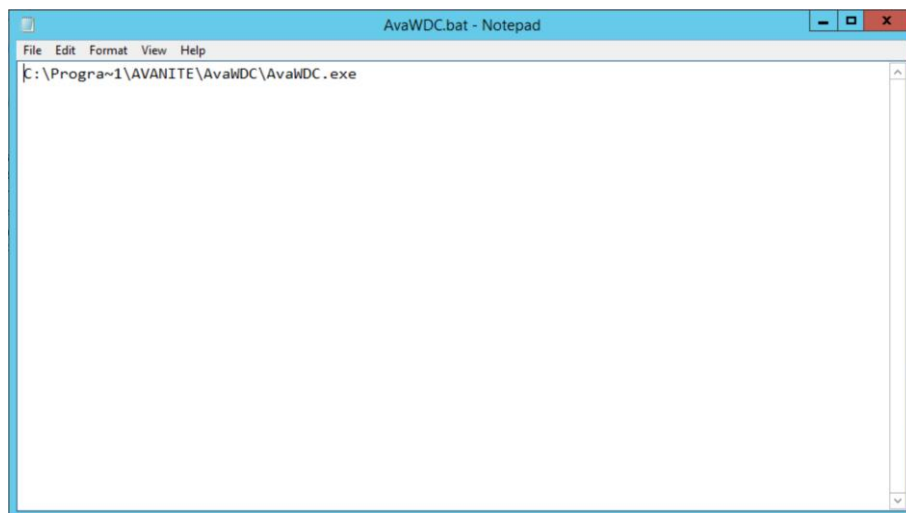 AvaWDC.bat - Notepad
File Edit Format View Help
C:\Progra~1\AVANITE\AvaWDC\AvaWDC.exe